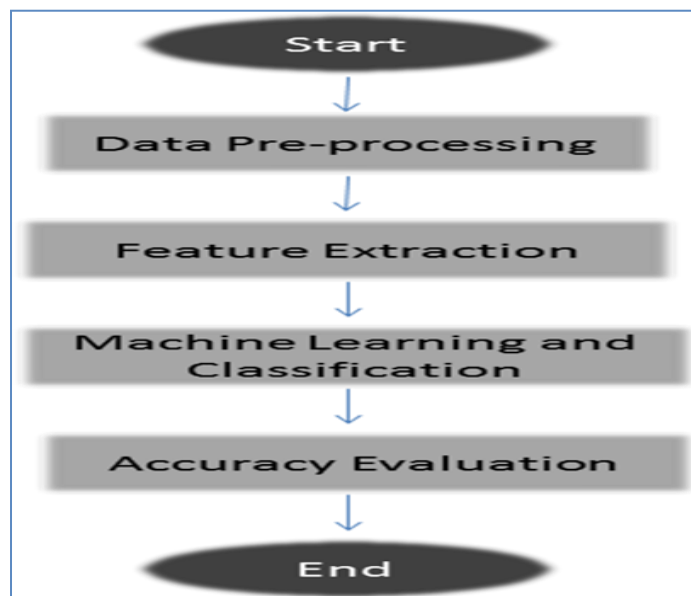 Start
Data Pre-processing
Feature Extraction
Machine Learning and
Classification
Accuracy Evaluation
End